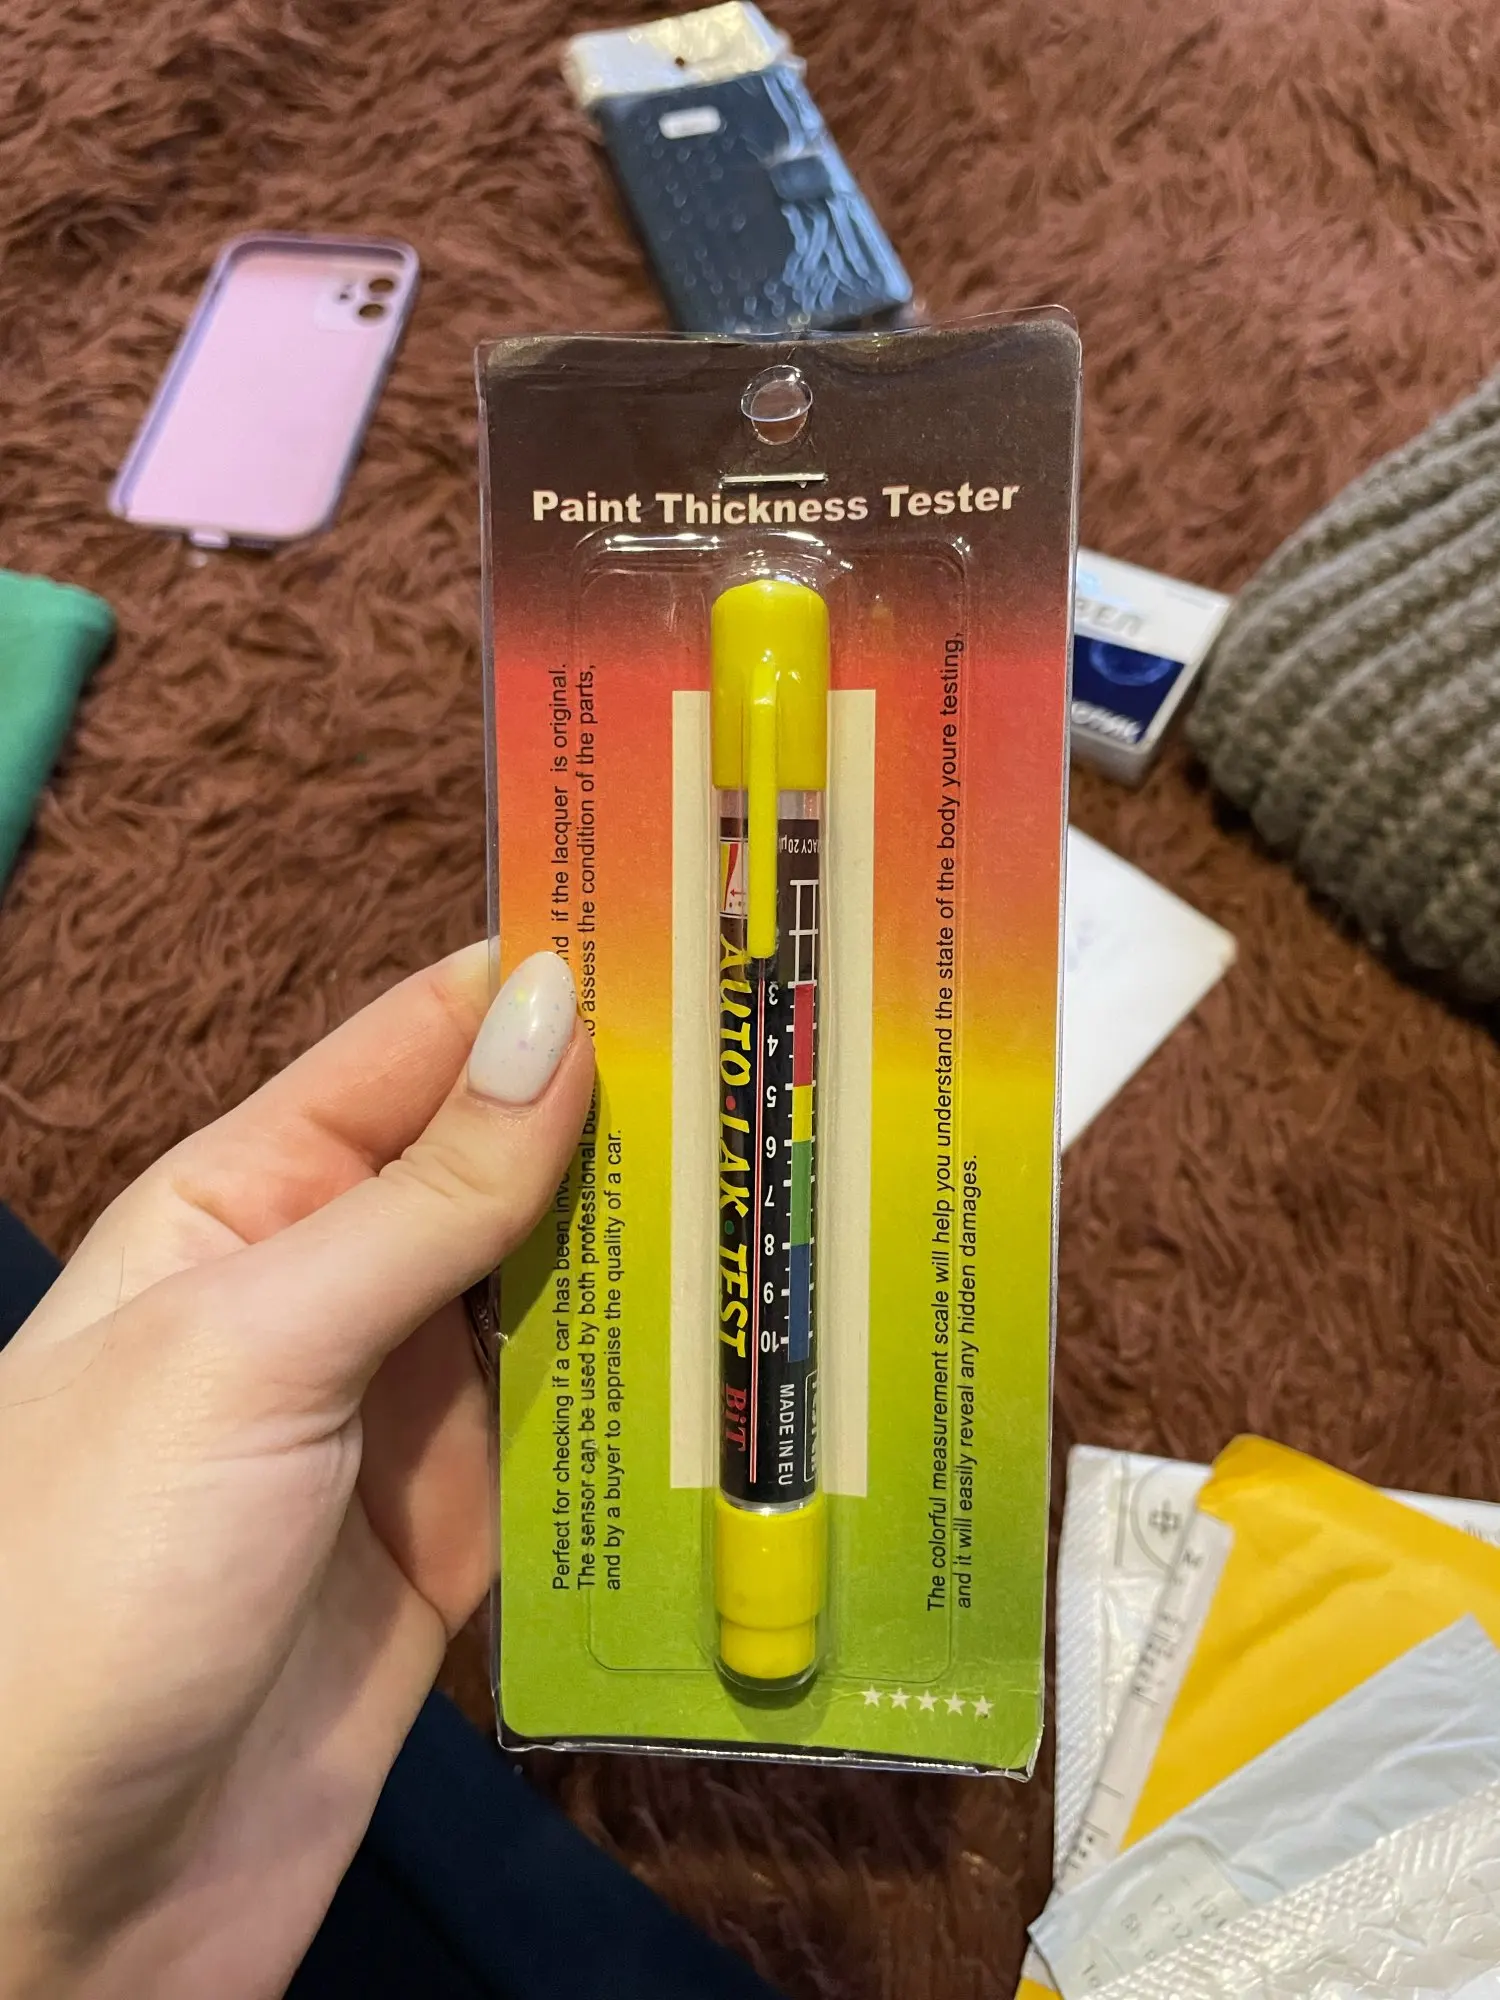 Paint Thickness Tester
Perfect for checking if a car has been if the lacquer is original.
The sensor can be used by both professional to assess the condition of the parts,
and by a buyer to appraise the quality of a car.
AUTO•LAK•TEST BiT
3
4
5
6
7
8
9
10
MADE IN EU
The colorful measurement scale will help you understand the state of the body youre testing,
and it will easily reveal any hidden damages.